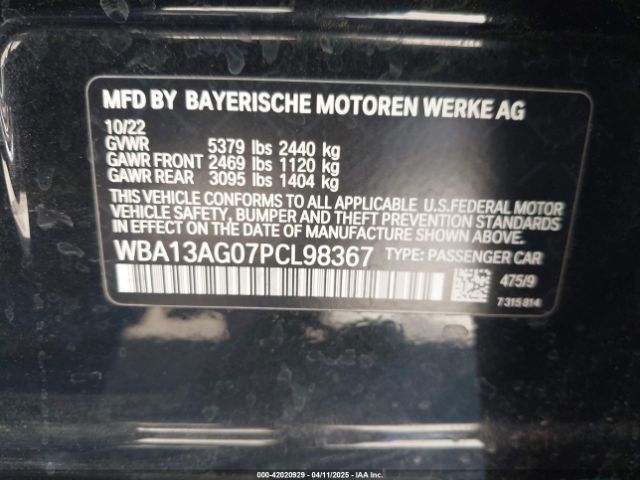 MFD BY BAYERISCHE MOTOREN WERKE AG
10/22
GVWR 5379 lbs 2440 kg
GAWR FRONT 2469 lbs 1120 kg
GAWR REAR 3095 lbs 1404 kg
THIS VEHICLE CONFORMS TO ALL APPLICABLE U.S.FEDERAL MOTOR
VEHICLE SAFETY, BUMPER AND THEFT PREVENTION STANDARDS
IN EFFECT ON THE DATE OF MANUFACTURE SHOWN ABOVE.
WBA13AG07PCL98367 TYPE: PASSENGER CAR
475/9
7 315 814
000-42020929 - 04/11/2025 - IAA Inc.